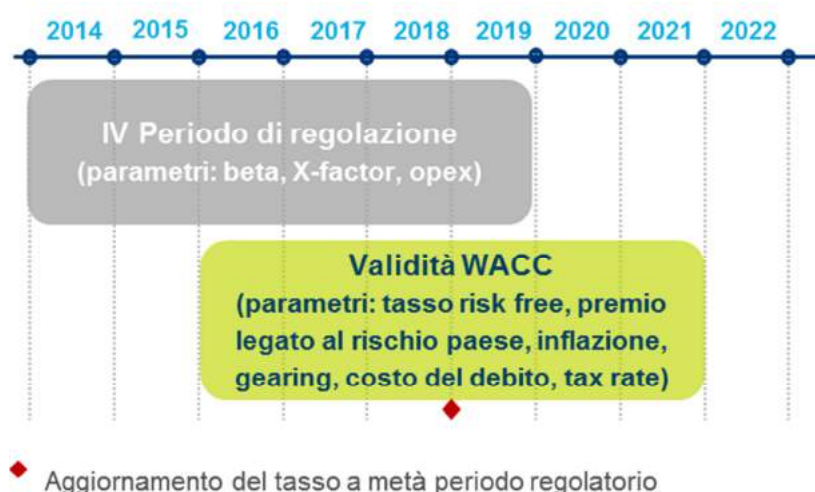 2014 2015 2016 2017 2018 2019 2020 2021 2022
IV Periodo di regolazione
(parametri: beta, X-factor, opex)
Validità WACC
(parametri: tasso risk free, premio
legato al rischio paese, inflazione,
gearing, costo del debito, tax rate)
Aggiornamento del tasso a metà periodo regolatorio